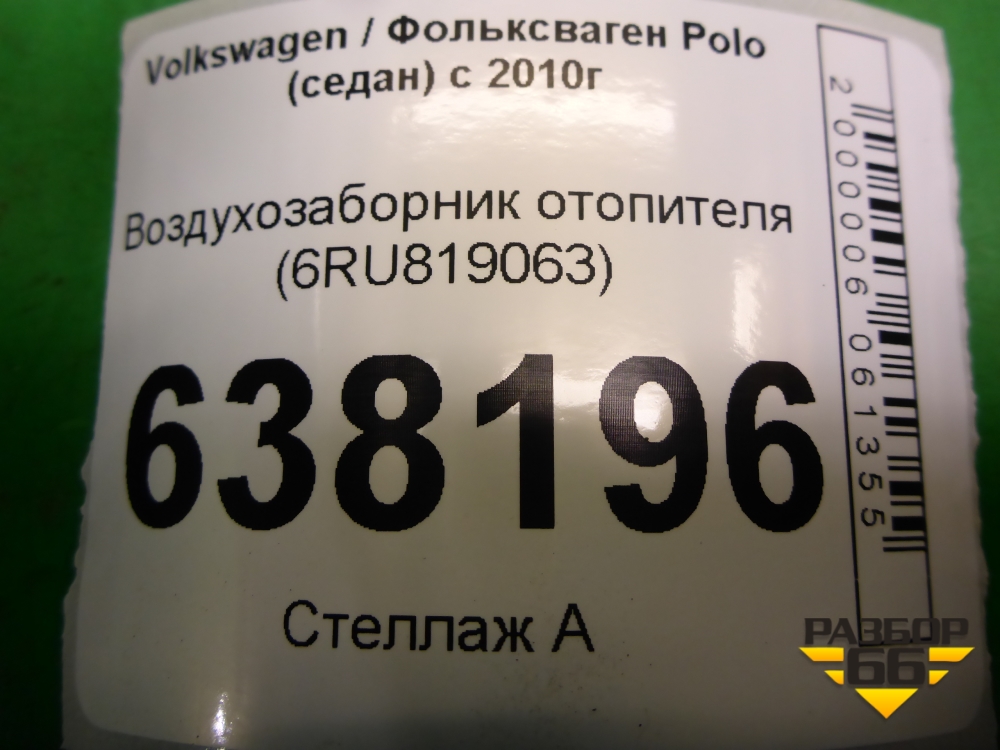 Volkswagen / Фольксваген Polo
(седан) с 2010г
Воздухозаборник отопителя
(6RU819063)
638196
Стеллаж А
2000006061355
РАЗБОР
66